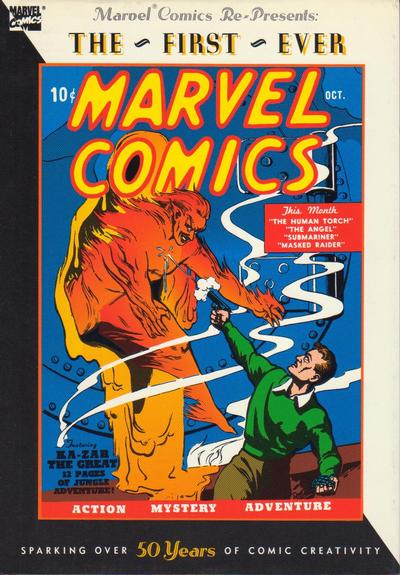 MARVEL®
COMICS
Marvel® Comics Re-Presents:
THE ~ FIRST ~ EVER
10¢
OCT.
MARVEL
COMICS
This Month
"THE HUMAN TORCH"
"THE ANGEL"
"SUBMARINER"
"MASKED RAIDER"
Featuring
KA-ZAR
THE GREAT
12 PAGES
OF JUNGLE
ADVENTURE!
ACTION MYSTERY ADVENTURE
SPARKING OVER 50 Years OF COMIC CREATIVITY